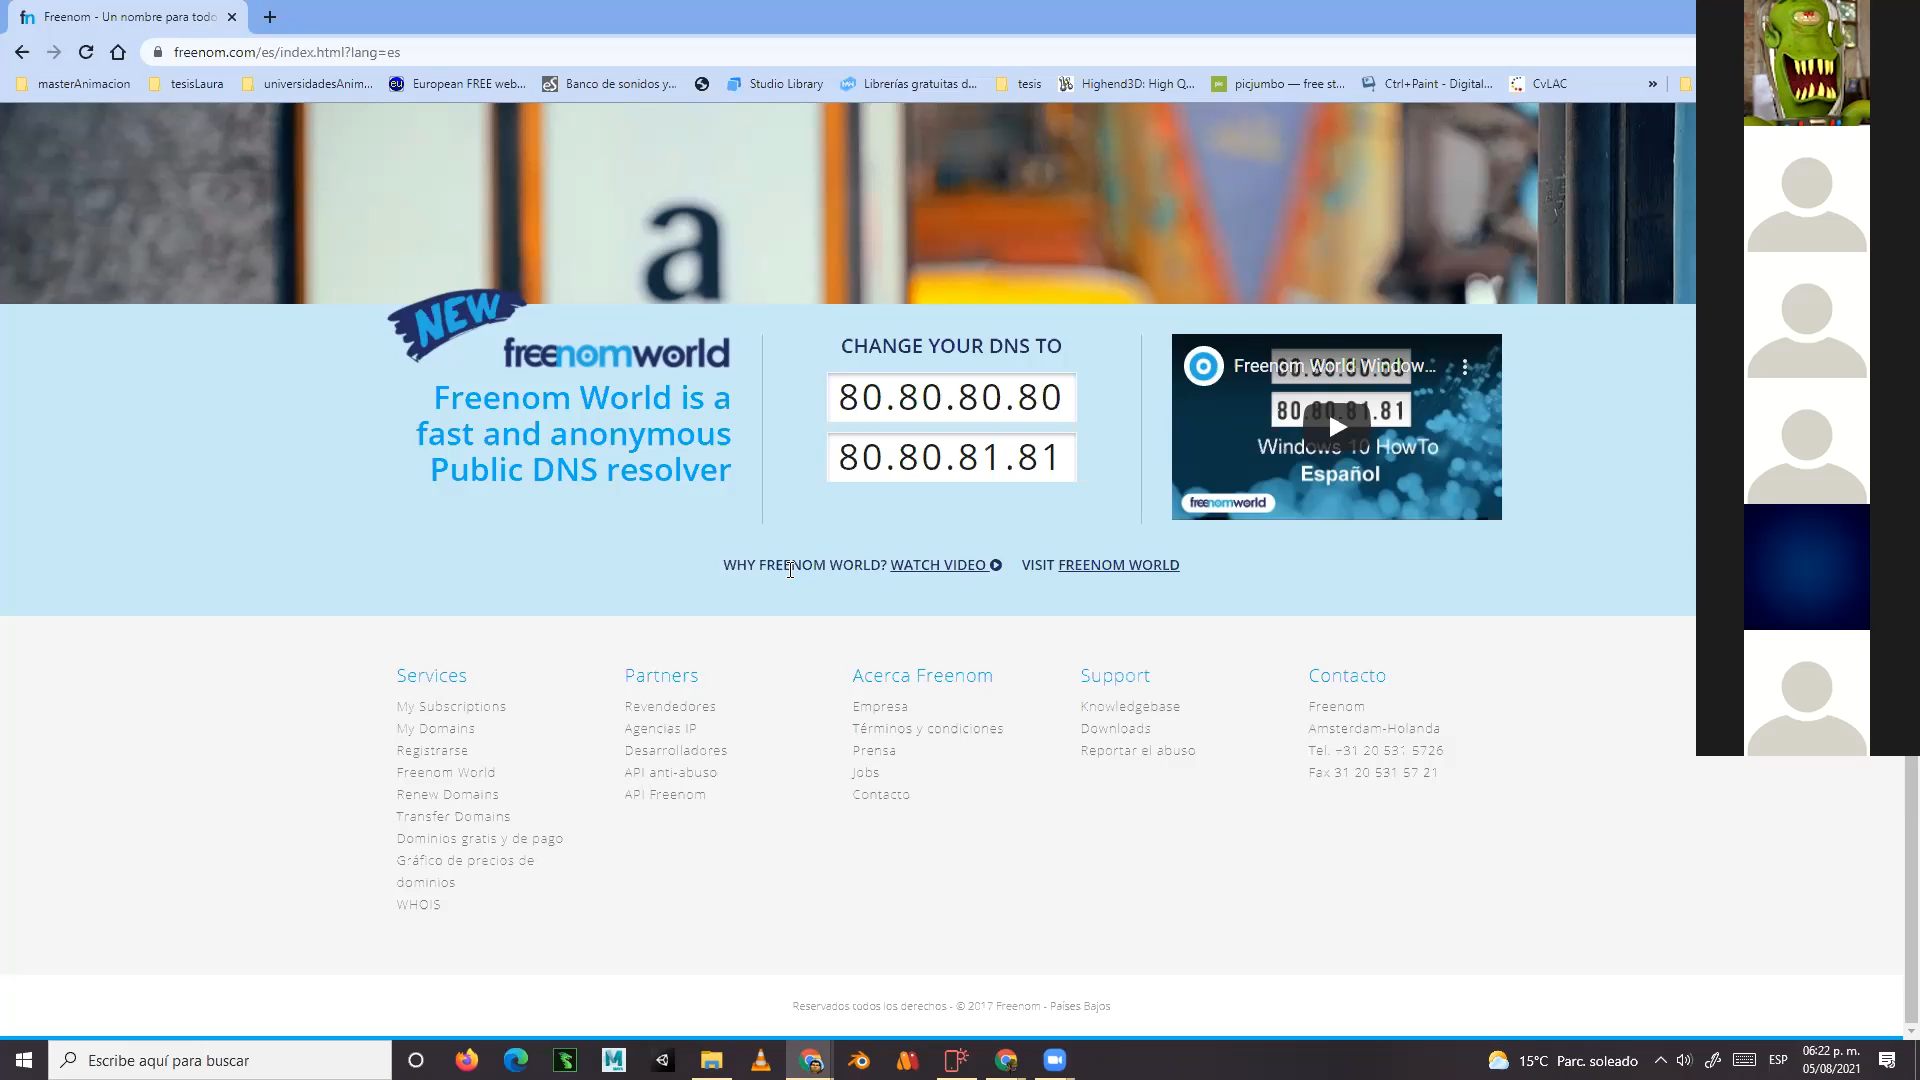 Freenom - Un nombre para todo
freenom.com/es/index.html?lang=es
masterAnimacion
tesisLaura
universidadesAnim...
European FREE web...
Banco de sonidos y...
Studio Library
Librerías gratuitas d...
tesis
Highend3D: High Q...
picjumbo — free st...
Ctrl+Paint - Digital...
CvLAC
»
a
NEW
freenomworld
Freenom World is a
fast and anonymous
Public DNS resolver
CHANGE YOUR DNS TO
80.80.80.80
80.80.81.81
Freenom World Window...
80.80.81.81
Windows 10 HowTo
Español
freenomworld
WHY FREENOM WORLD? WATCH VIDEO VISIT FREENOM WORLD
Services
My Subscriptions
My Domains
Registrarse
Freenom World
Renew Domains
Transfer Domains
Dominios gratis y de pago
Gráfico de precios de
dominios
WHOIS
Partners
Revendedores
Agencias IP
Desarrolladores
API anti-abuso
API Freenom
Acerca Freenom
Empresa
Términos y condiciones
Prensa
Jobs
Contacto
Support
Knowledgebase
Downloads
Reportar el abuso
Contacto
Freenom
Amsterdam-Holanda
Tel. +31 20 531 5726
Fax 31 20 531 57 21
Reservados todos los derechos - © 2017 Freenom - Países Bajos
Escribe aquí para buscar
15°C Parc. soleado
ESP
06:22 p. m.
05/08/2021